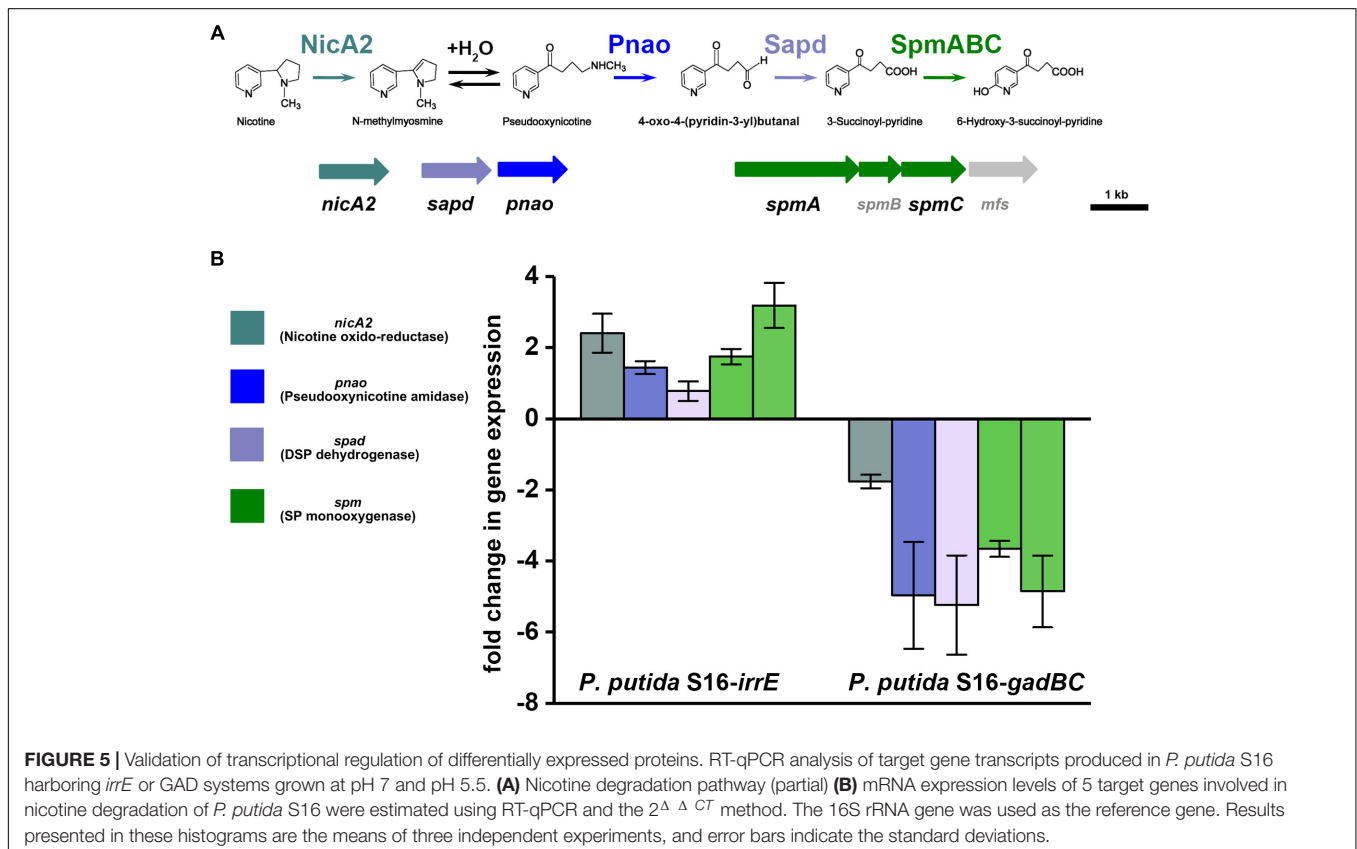 A
NicA2 +H2O Pnao Sapd SpmABC
N
N
CH3
N
N
CH3
O
NHCH3
N
O
H
O
N
O
COOH
N
O
COOH
HO
N
Nicotine N-methylmyosmine Pseudooxynicotine 4-oxo-4-(pyridin-3-yl)butanal 3-Succinoyl-pyridine 6-Hydroxy-3-succinoyl-pyridine
nicA2 sapd pnao spmA spmB spmC mfs 1 kb
B
nicA2
(Nicotine oxido-reductase)
pnao
(Pseudooxynicotine amidase)
spad
(DSP dehydrogenase)
spm
(SP monooxygenase)
fold change in gene expression
4
2
0
-2
-4
-6
-8
P. putida S16-irrE P. putida S16-gadBC
FIGURE 5 | Validation of transcriptional regulation of differentially expressed proteins. RT-qPCR analysis of target gene transcripts produced in P. putida S16
harboring irrE or GAD systems grown at pH 7 and pH 5.5. (A) Nicotine degradation pathway (partial) (B) mRNA expression levels of 5 target genes involved in
nicotine degradation of P. putida S16 were estimated using RT-qPCR and the 2^Δ Δ CT method. The 16S rRNA gene was used as the reference gene. Results
presented in these histograms are the means of three independent experiments, and error bars indicate the standard deviations.